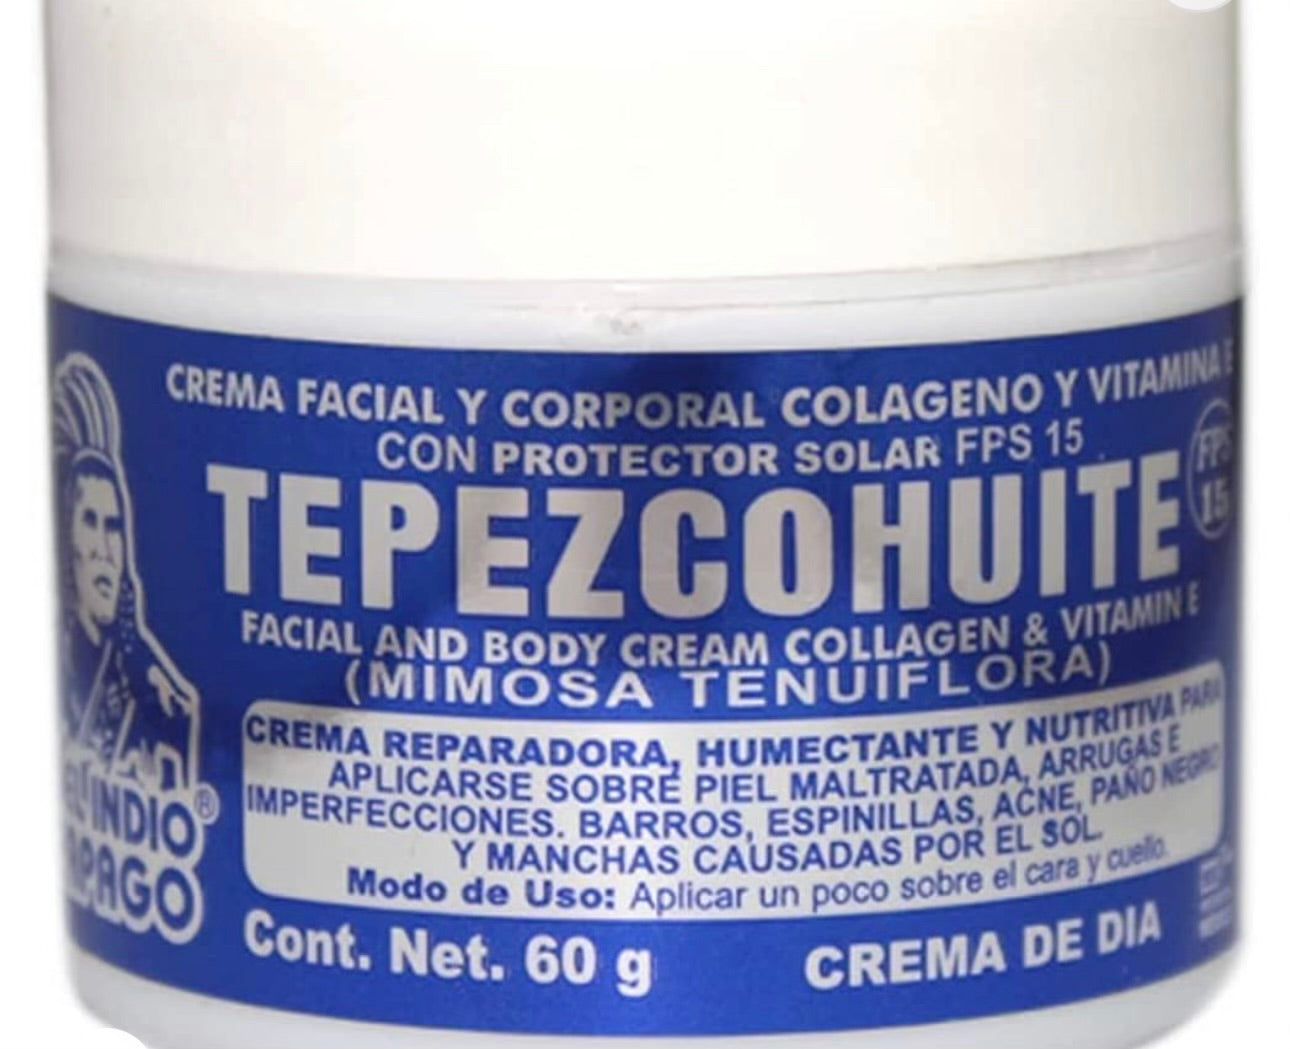 CREMA FACIAL Y CORPORAL COLAGENO Y VITAMINA E
CON PROTECTOR SOLAR FPS 15
FPS
15
TEPEZCOHUITE
FACIAL AND BODY CREAM COLLAGEN & VITAMIN E
(MIMOSA TENUIFLORA)
CREMA REPARADORA, HUMECTANTE Y NUTRITIVA PARA
APLICARSE SOBRE PIEL MALTRATADA, ARRUGAS E
IMPERFECCIONES. BARROS, ESPINILLAS, ACNE, PAÑO NEGRO
Y MANCHAS CAUSADAS POR EL SOL.
Modo de Uso: Aplicar un poco sobre el cara y cuello.
EL INDIO
®
Cont. Net. 60 g
CREMA DE DIA